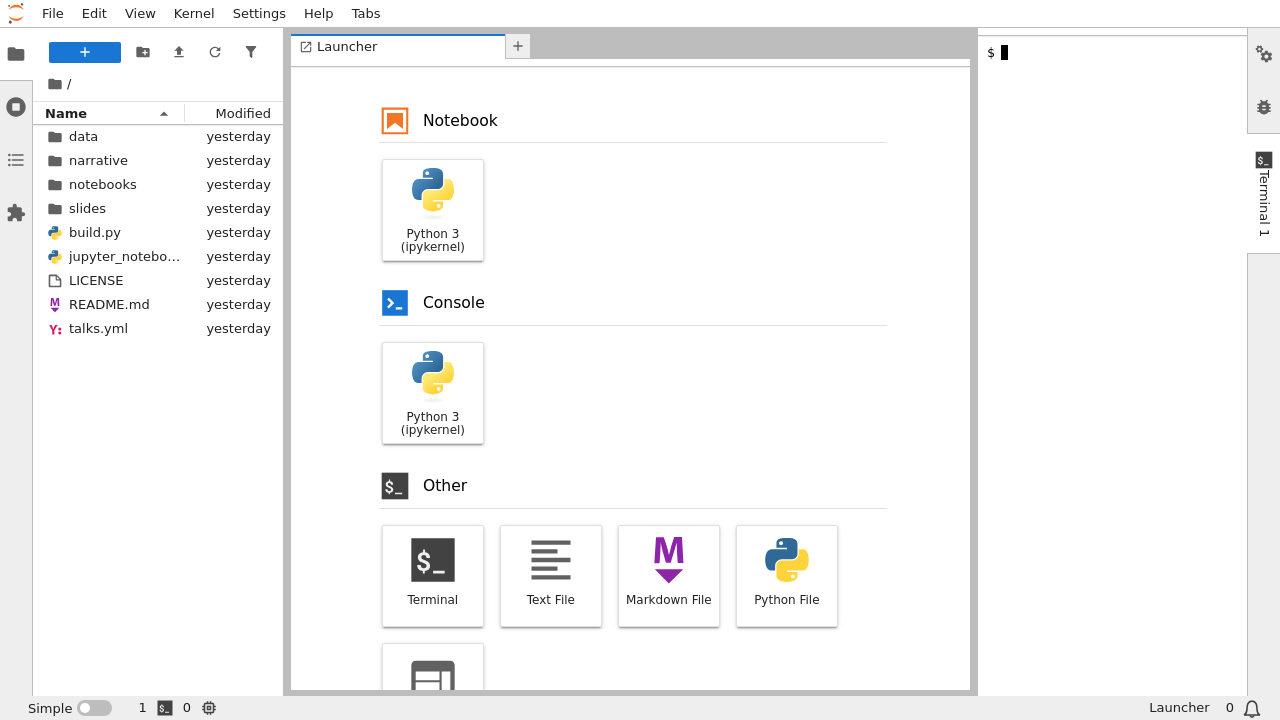 File Edit View Kernel Settings Help Tabs
Launcher
$
/
Name Modified
data yesterday
narrative yesterday
notebooks yesterday
slides yesterday
build.py yesterday
jupyter_notebo… yesterday
LICENSE yesterday
README.md yesterday
talks.yml yesterday
Notebook
Python 3
(ipykernel)
Console
Python 3
(ipykernel)
$_ Other
$_ Terminal
Text File
M Markdown File
Python File
$_ Terminal 1
Simple 1 $_ 0
Launcher 0